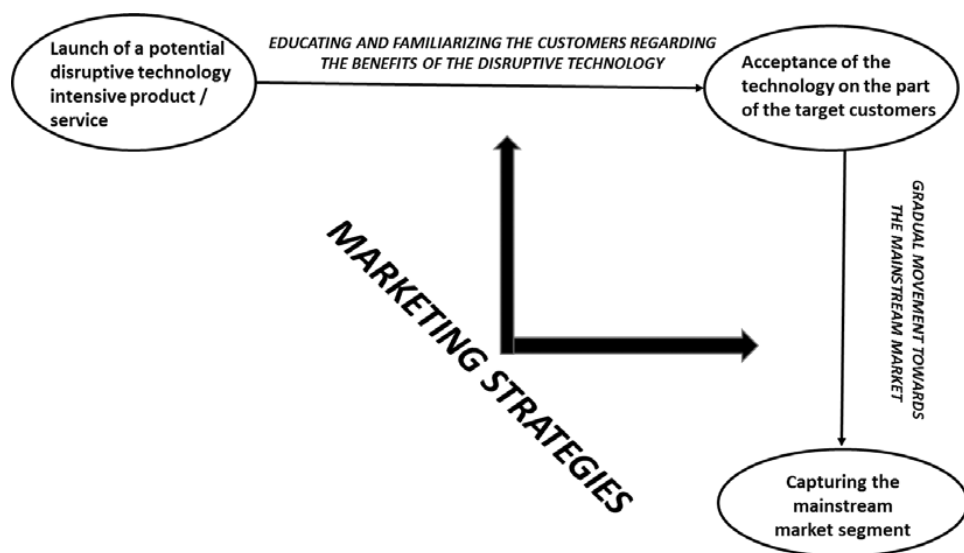 Launch of a potential
disruptive technology
intensive product /
service
EDUCATING AND FAMILIARIZING THE CUSTOMERS REGARDING
THE BENEFITS OF THE DISRUPTIVE TECHNOLOGY
Acceptance of the
technology on the part
of the target customers
GRADUAL MOVEMENT TOWARDS
THE MAINSTREAM MARKET
MARKETING STRATEGIES
Capturing the
mainstream
market segment